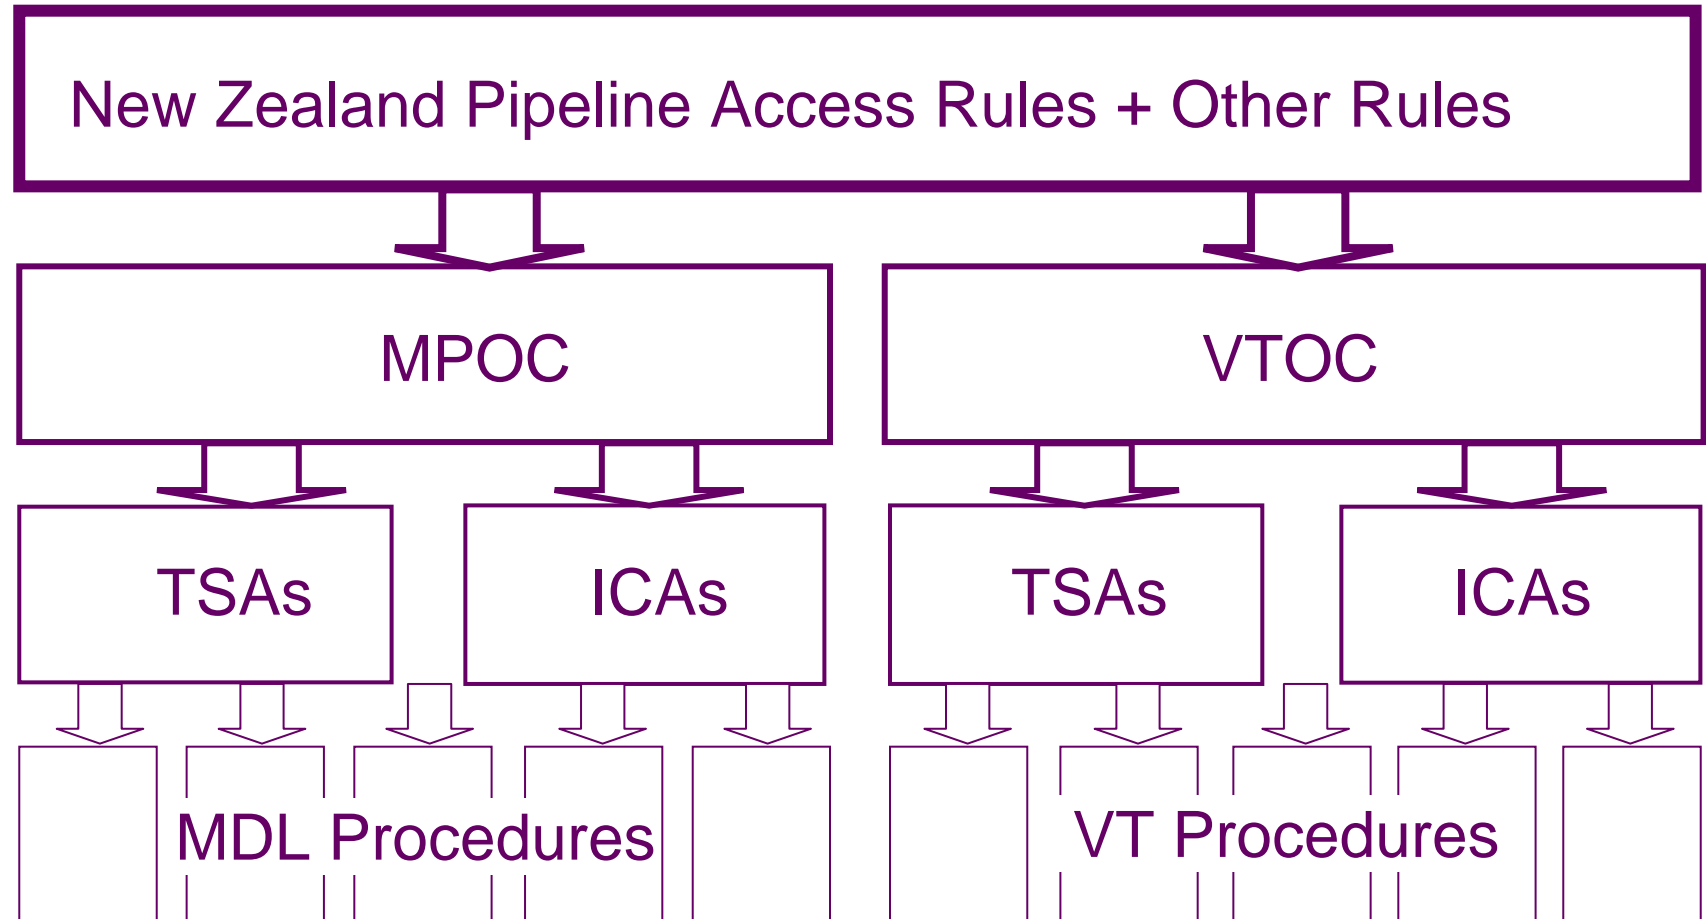 New Zealand Pipeline Access Rules + Other Rules
MPOC
VTOC
TSAs
ICAs
TSAs
ICAs
MDL Procedures
VT Procedures